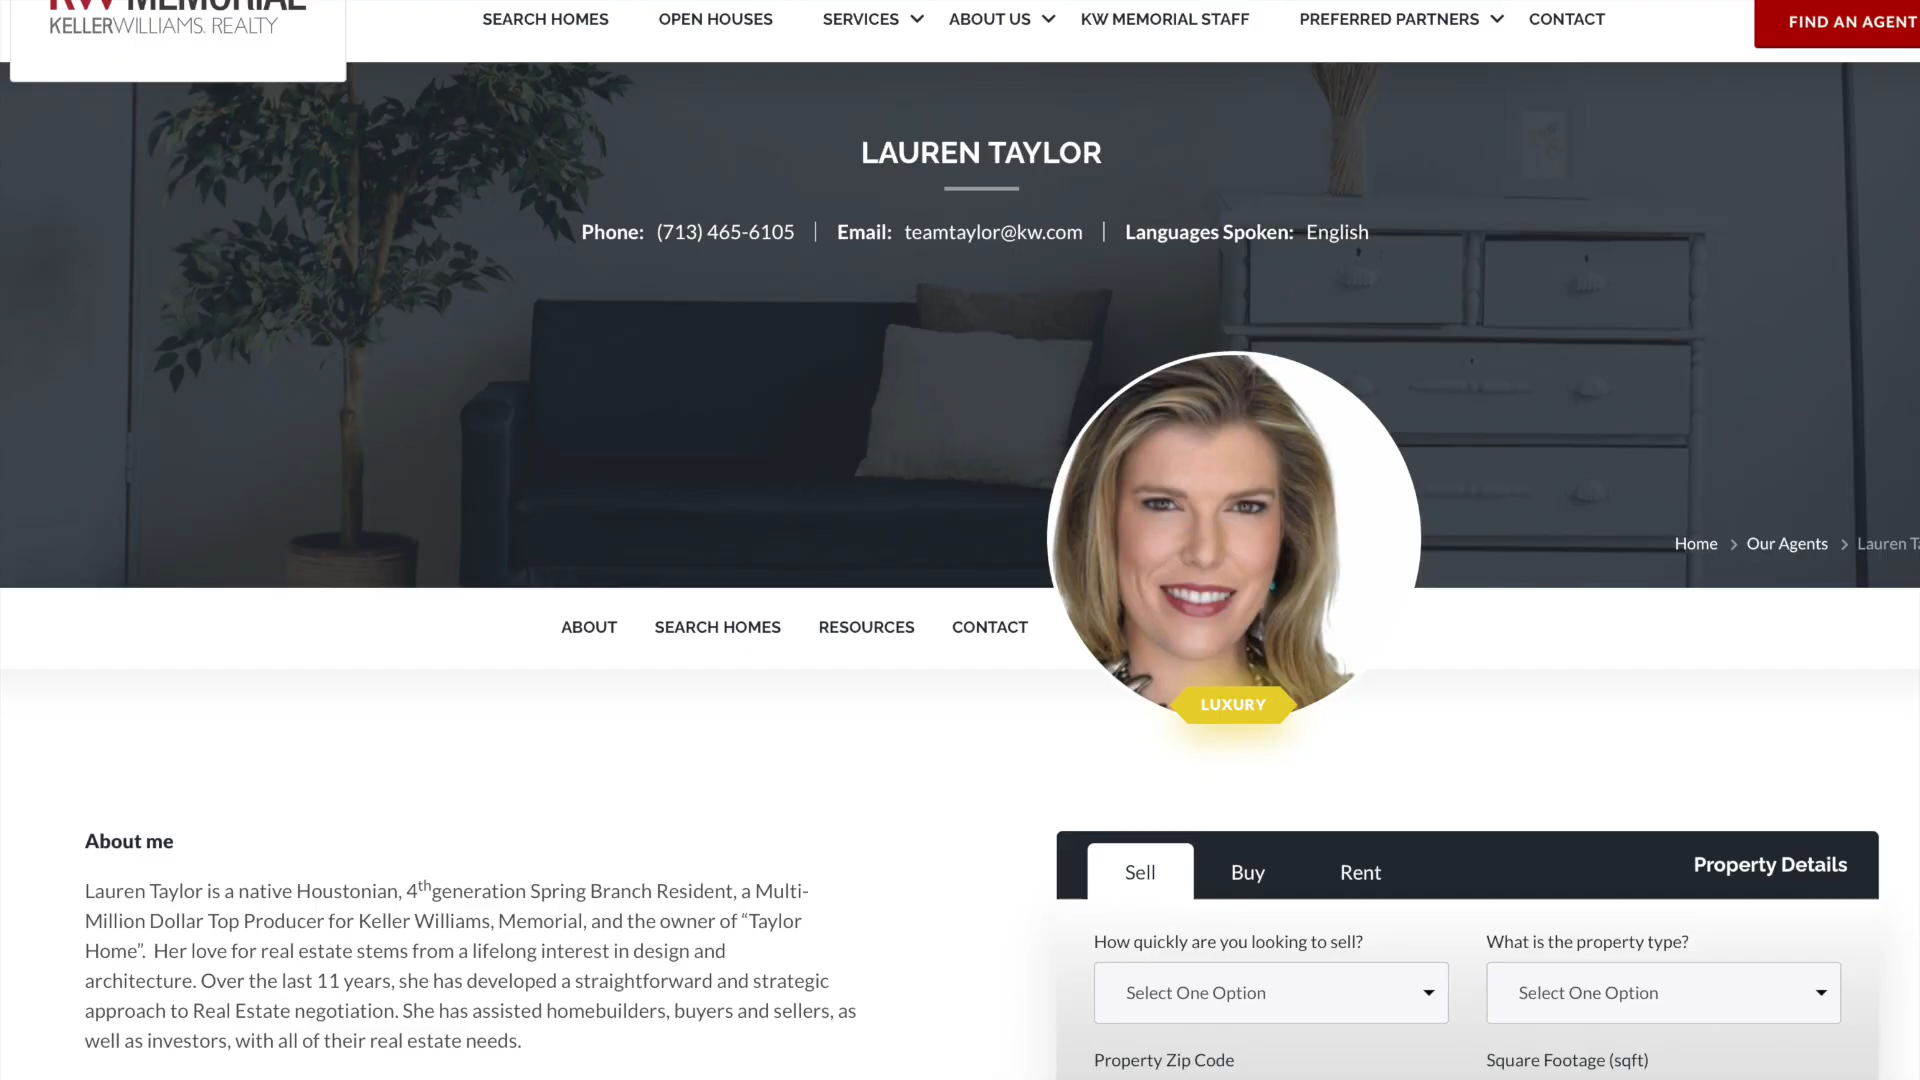 KW MEMORIAL
KELLERWILLIAMS. REALTY
SEARCH HOMES
OPEN HOUSES
SERVICES
ABOUT US
KW MEMORIAL STAFF
PREFERRED PARTNERS
CONTACT
FIND AN AGENT
LAUREN TAYLOR
Phone: (713) 465-6105 | Email: teamtaylor@kw.com | Languages Spoken: English
Home > Our Agents > Lauren Ta
ABOUT
SEARCH HOMES
RESOURCES
CONTACT
LUXURY
About me
Lauren Taylor is a native Houstonian, 4thgeneration Spring Branch Resident, a Multi-
Million Dollar Top Producer for Keller Williams, Memorial, and the owner of “Taylor
Home”. Her love for real estate stems from a lifelong interest in design and
architecture. Over the last 11 years, she has developed a straightforward and strategic
approach to Real Estate negotiation. She has assisted homebuilders, buyers and sellers, as
well as investors, with all of their real estate needs.
Sell
Buy
Rent
Property Details
How quickly are you looking to sell?
Select One Option
What is the property type?
Select One Option
Property Zip Code
Square Footage (sqft)